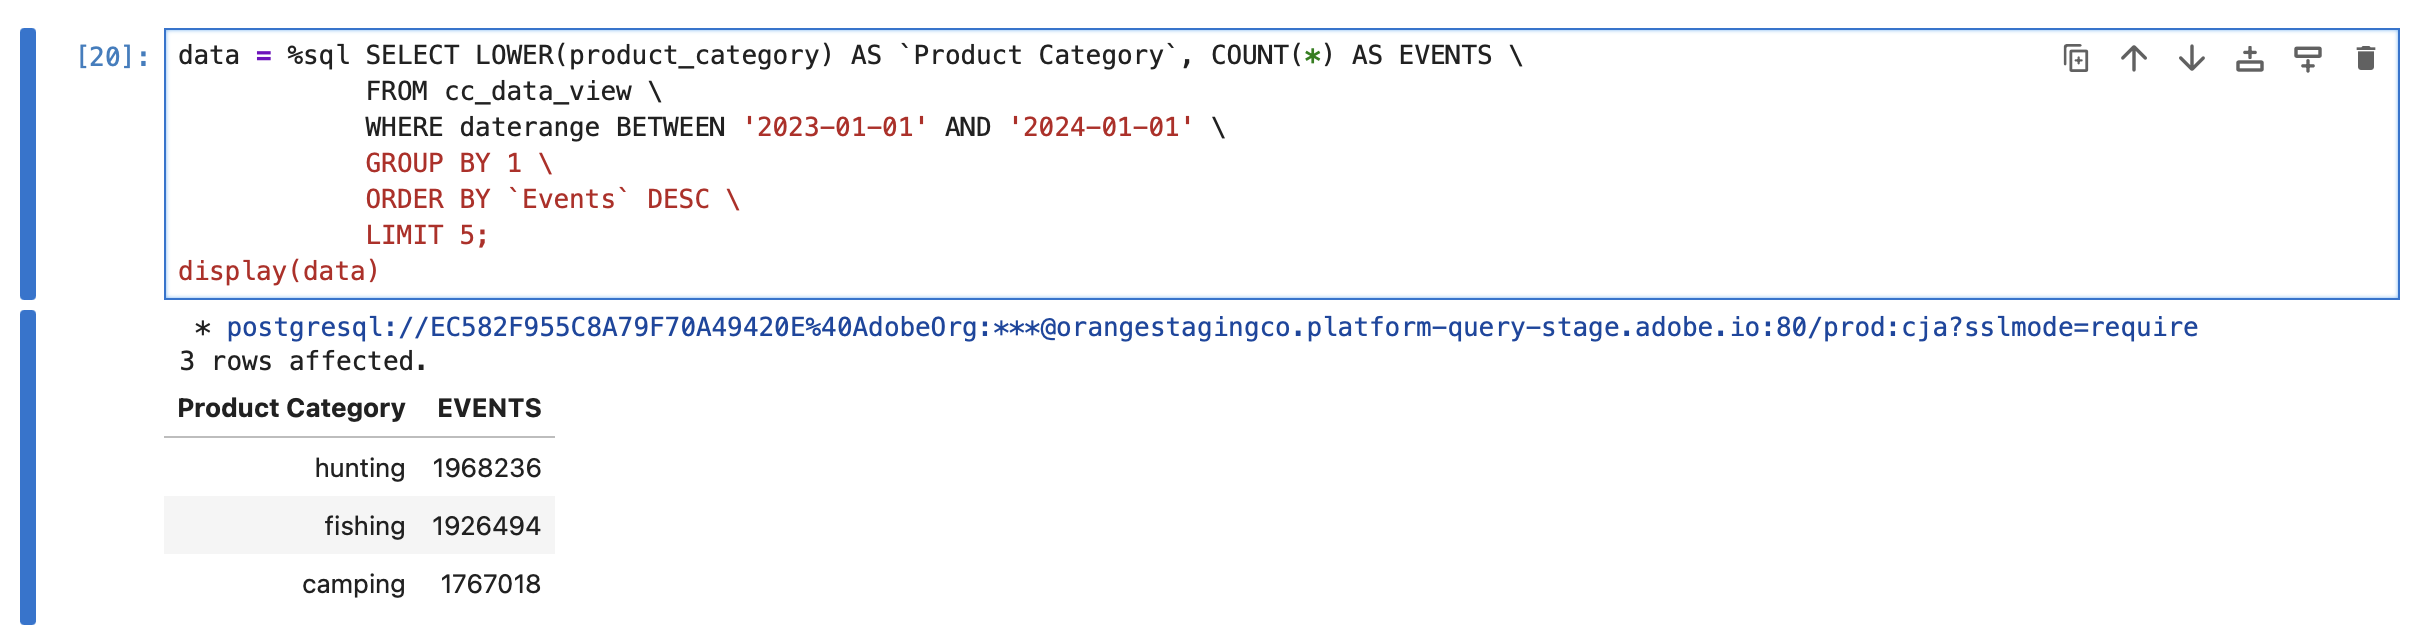 [20]: data = %sql SELECT LOWER(product_category) AS `Product Category`, COUNT(*) AS EVENTS \
FROM cc_data_view \
WHERE daterange BETWEEN '2023-01-01' AND '2024-01-01' \
GROUP BY 1 \
ORDER BY `Events` DESC \
LIMIT 5;
display(data)
* postgresql://EC582F955C8A79F70A49420E%40AdobeOrg:***@orangestagingco.platform-query-stage.adobe.io:80/prod:cja?sslmode=require
3 rows affected.
Product Category EVENTS
hunting 1968236
fishing 1926494
camping 1767018